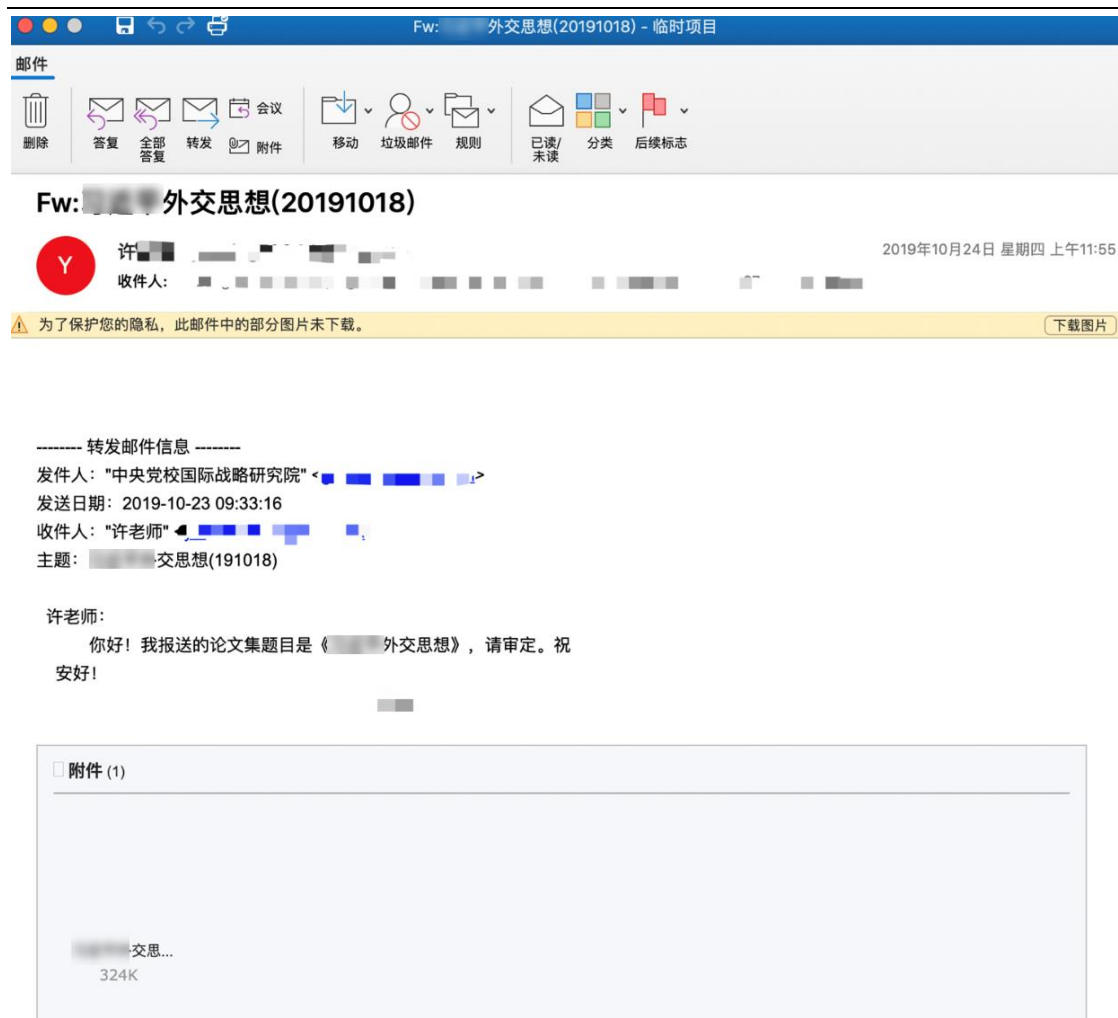 Fw: 外交思想(20191018) - 临时项目
邮件
删除
答复
全部答复
转发
会议
附件
移动
垃圾邮件
规则
已读/未读
分类
后续标志
Fw: 外交思想(20191018)
Y
许
2019年10月24日 星期四 上午11:55
收件人:
为了保护您的隐私，此邮件中的部分图片未下载。
下载图片
-------- 转发邮件信息 --------
发件人："中央党校国际战略研究院" < >
发送日期：2019-10-23 09:33:16
收件人："许老师"
主题： 交思想(191018)
许老师：
你好！我报送的论文集题目是《 外交思想》，请审定。祝
安好！
附件 (1)
交思...
324K